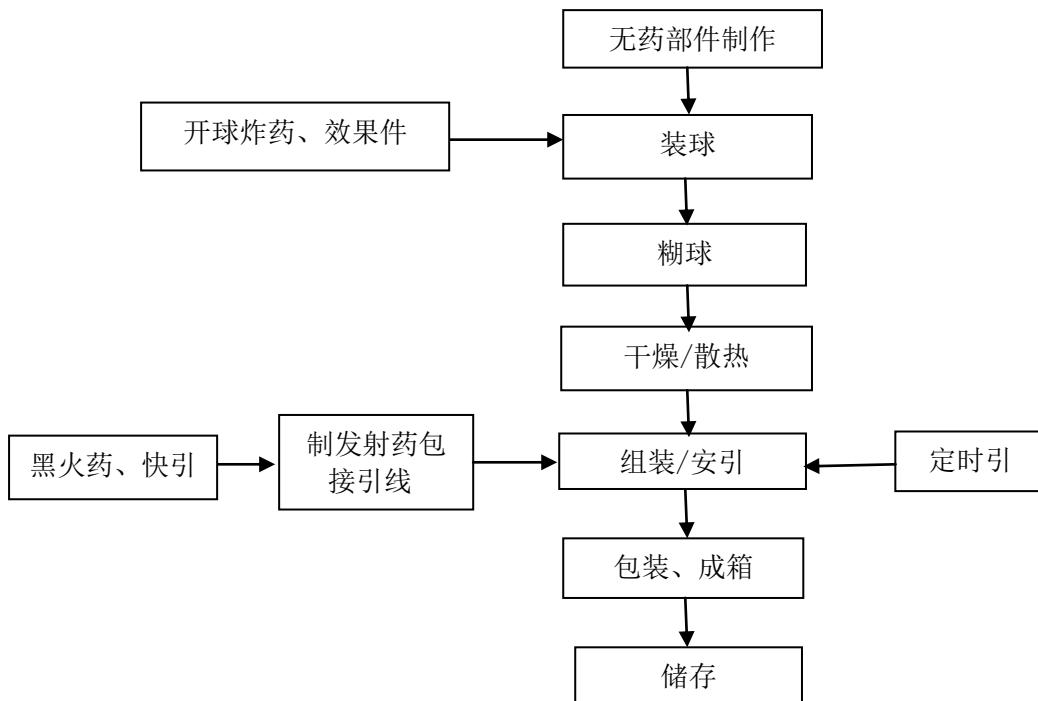 无药部件制作
开球炸药、效果件
装球
糊球
干燥/散热
黑火药、快引
制发射药包
接引线
组装/安引
定时引
包装、成箱
储存